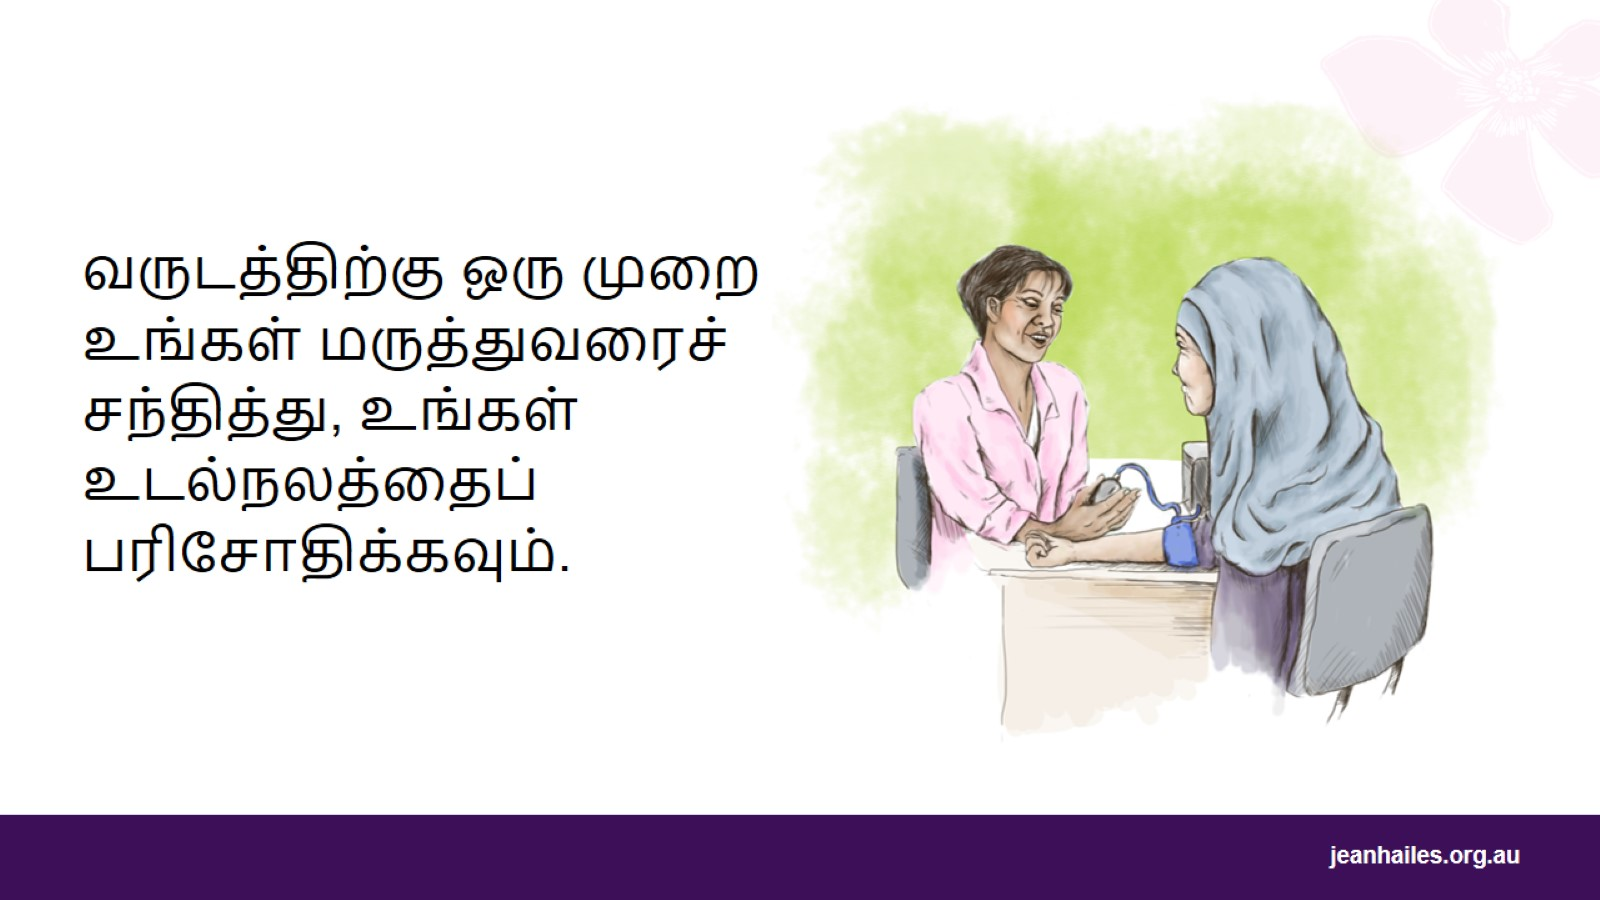 வருடத்திற்கு ஒரு முறை
உங்கள் மருத்துவரைச்
சந்தித்து, உங்கள்
உடல்நலத்தைப்
பரிசோதிக்கவும்.
jeanhailes.org.au